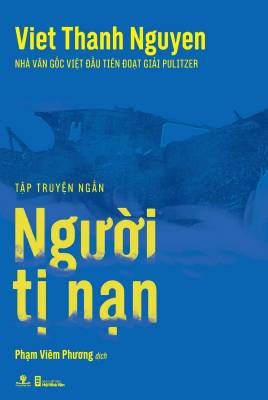 Viet Thanh Nguyen
NHÀ VĂN GỐC VIỆT ĐẦU TIÊN ĐOẠT GIẢI PULITZER
TẬP TRUYỆN NGẮN
Người
tị nạn
Phạm Viêm Phương dịch